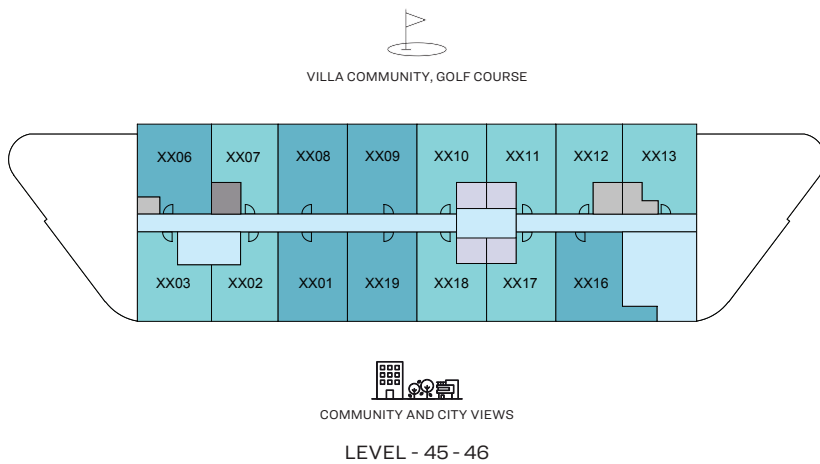 VILLA COMMUNITY, GOLF COURSE
XX06 XX07 XX08 XX09 XX10 XX11 XX12 XX13
XX03 XX02 XX01 XX19 XX18 XX17 XX16
COMMUNITY AND CITY VIEWS
LEVEL - 45 - 46